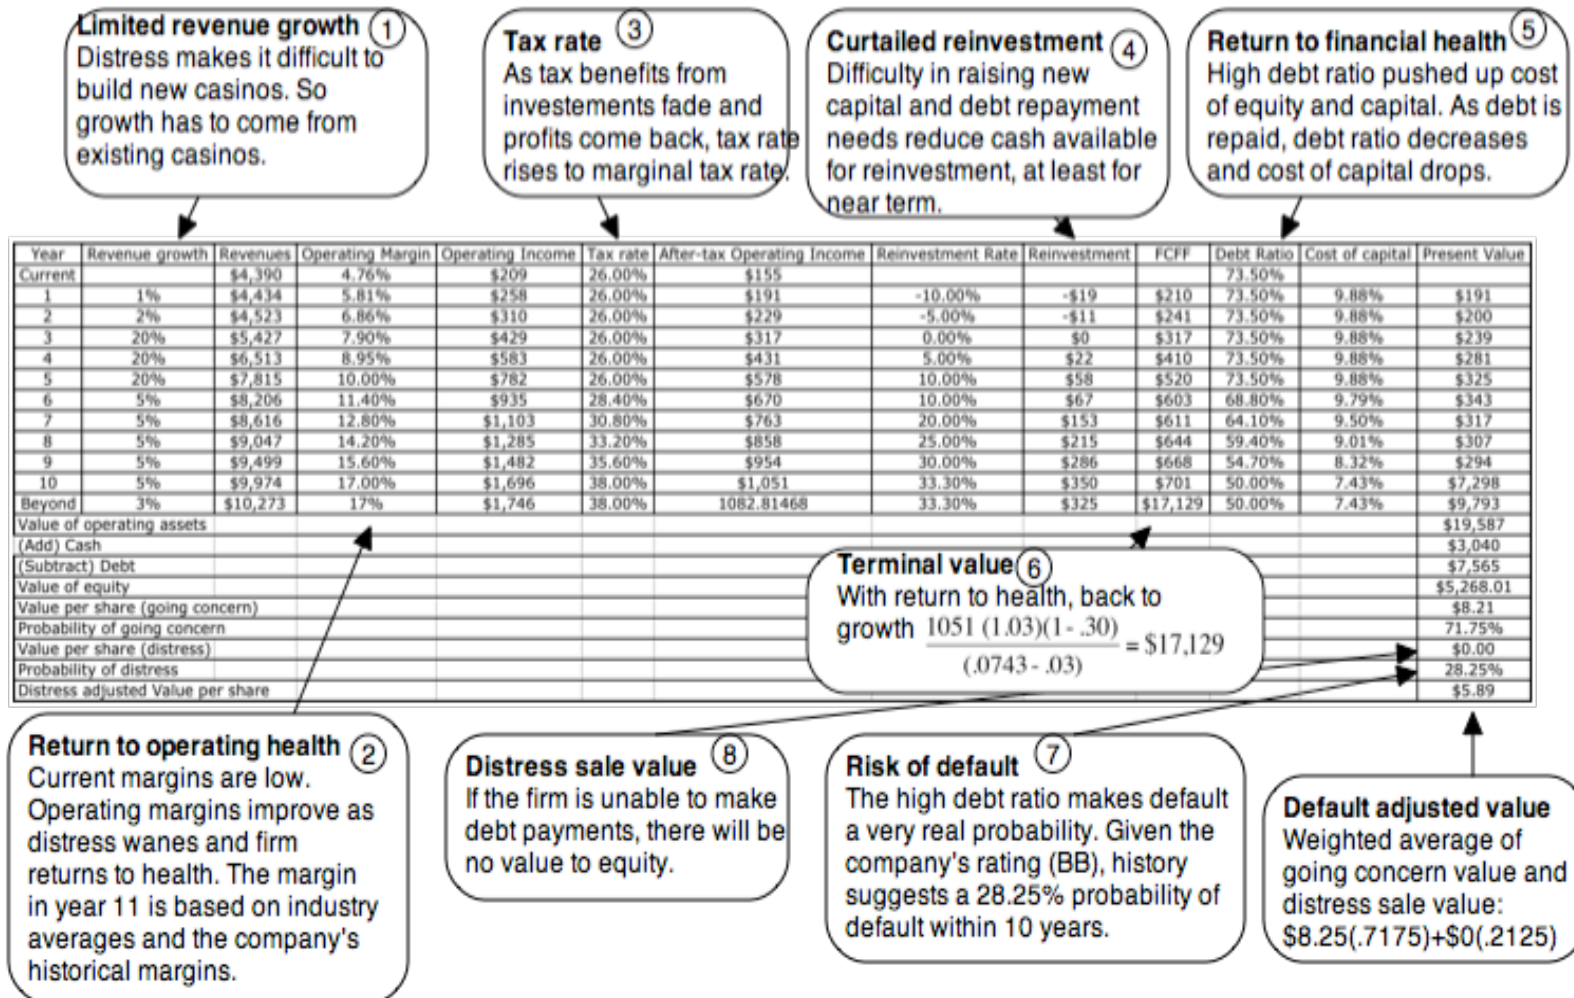 Limited revenue growth 1
Distress makes it difficult to
build new casinos. So
growth has to come from
existing casinos.
Tax rate 3
As tax benefits from
investements fade and
profits come back, tax rate
rises to marginal tax rate.
Curtailed reinvestment 4
Difficulty in raising new
capital and debt repayment
needs reduce cash available
for reinvestment, at least for
near term.
Return to financial health 5
High debt ratio pushed up cost
of equity and capital. As debt is
repaid, debt ratio decreases
and cost of capital drops.
Year Revenue growth Revenues Operating Margin Operating Income Tax rate After-tax Operating Income Reinvestment Rate Reinvestment FCFF Debt Ratio Cost of capital Present Value
Current $4,390 4.76% $209 26.00% $155 73.50%
1 1% $4,434 5.81% $258 26.00% $191 -10.00% -$19 $210 73.50% 9.88% $191
2 2% $4,523 6.86% $310 26.00% $229 -5.00% -$11 $241 73.50% 9.88% $200
3 20% $5,427 7.90% $429 26.00% $317 0.00% $0 $317 73.50% 9.88% $239
4 20% $6,513 8.95% $583 26.00% $431 5.00% $22 $410 73.50% 9.88% $281
5 20% $7,815 10.00% $782 26.00% $578 10.00% $58 $520 73.50% 9.88% $325
6 5% $8,206 11.40% $935 28.40% $670 10.00% $67 $603 68.80% 9.79% $343
7 5% $8,616 12.80% $1,103 30.80% $763 20.00% $153 $611 64.10% 9.50% $317
8 5% $9,047 14.20% $1,285 33.20% $858 25.00% $215 $644 59.40% 9.01% $307
9 5% $9,499 15.60% $1,482 35.60% $954 30.00% $286 $668 54.70% 8.32% $294
10 5% $9,974 17.00% $1,696 38.00% $1,051 33.30% $350 $701 50.00% 7.43% $7,298
Beyond 3% $10,273 17% $1,746 38.00% 1082.81468 33.30% $325 $17,129 50.00% 7.43% $9,793
Value of operating assets $19,587
(Add) Cash $3,040
(Subtract) Debt $7,565
Value of equity $5,268.01
Value per share (going concern) $8.21
Probability of going concern 71.75%
Value per share (distress) $0.00
Probability of distress 28.25%
Distress adjusted Value per share $5.89
Terminal value 6
With return to health, back to
growth 1051 (1.03)(1 - .30) / (.0743 - .03) = $17,129
Return to operating health 2
Current margins are low.
Operating margins improve as
distress wanes and firm
returns to health. The margin
in year 11 is based on industry
averages and the company's
historical margins.
Distress sale value 8
If the firm is unable to make
debt payments, there will be
no value to equity.
Risk of default 7
The high debt ratio makes default
a very real probability. Given the
company's rating (BB), history
suggests a 28.25% probability of
default within 10 years.
Default adjusted value
Weighted average of
going concern value and
distress sale value:
$8.25(.7175)+$0(.2125)